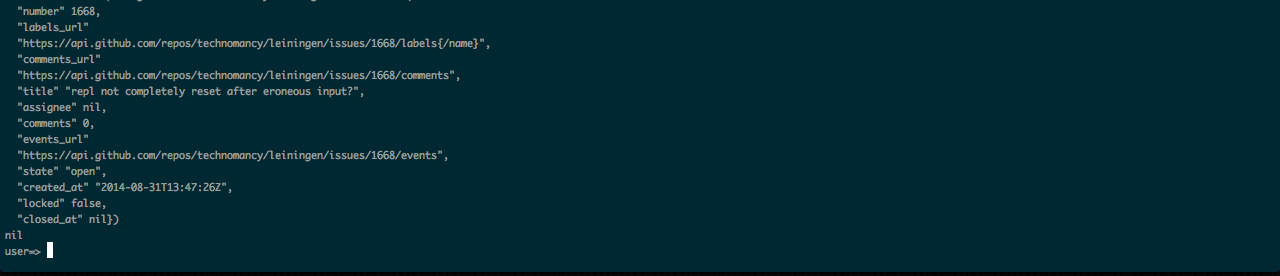 "number" 1668,
"labels_url"
"https://api.github.com/repos/technomancy/leiningen/issues/1668/labels{/name}",
"comments_url"
"https://api.github.com/repos/technomancy/leiningen/issues/1668/comments",
"title" "repl not completely reset after eroneous input?",
"assignee" nil,
"comments" 0,
"events_url"
"https://api.github.com/repos/technomancy/leiningen/issues/1668/events",
"state" "open",
"created_at" "2014-08-31T13:47:26Z",
"locked" false,
"closed_at" nil})
nil
user=>